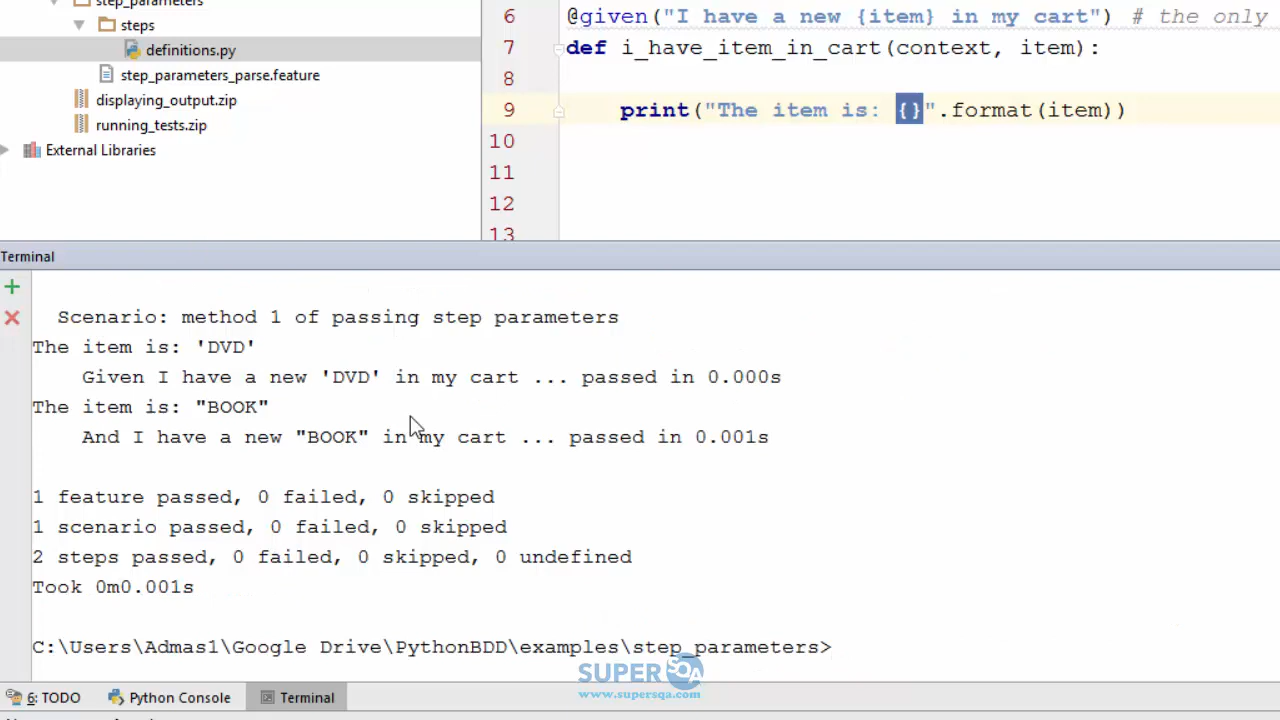 step_parameters
steps
definitions.py
step_parameters_parse.feature
displaying_output.zip
running_tests.zip
External Libraries
6 @given("I have a new {item} in my cart") # the only
7 def i_have_item_in_cart(context, item):
8
9 print("The item is: {}".format(item))
10
11
12
13
Terminal
Scenario: method 1 of passing step parameters
The item is: 'DVD'
Given I have a new 'DVD' in my cart ... passed in 0.000s
The item is: "BOOK"
And I have a new "BOOK" in my cart ... passed in 0.001s
1 feature passed, 0 failed, 0 skipped
1 scenario passed, 0 failed, 0 skipped
2 steps passed, 0 failed, 0 skipped, 0 undefined
Took 0m0.001s
C:\Users\Admas1\Google Drive\PythonBDD\examples\step_parameters>
SUPERQA
www.supersqa.com
6: TODO Python Console Terminal